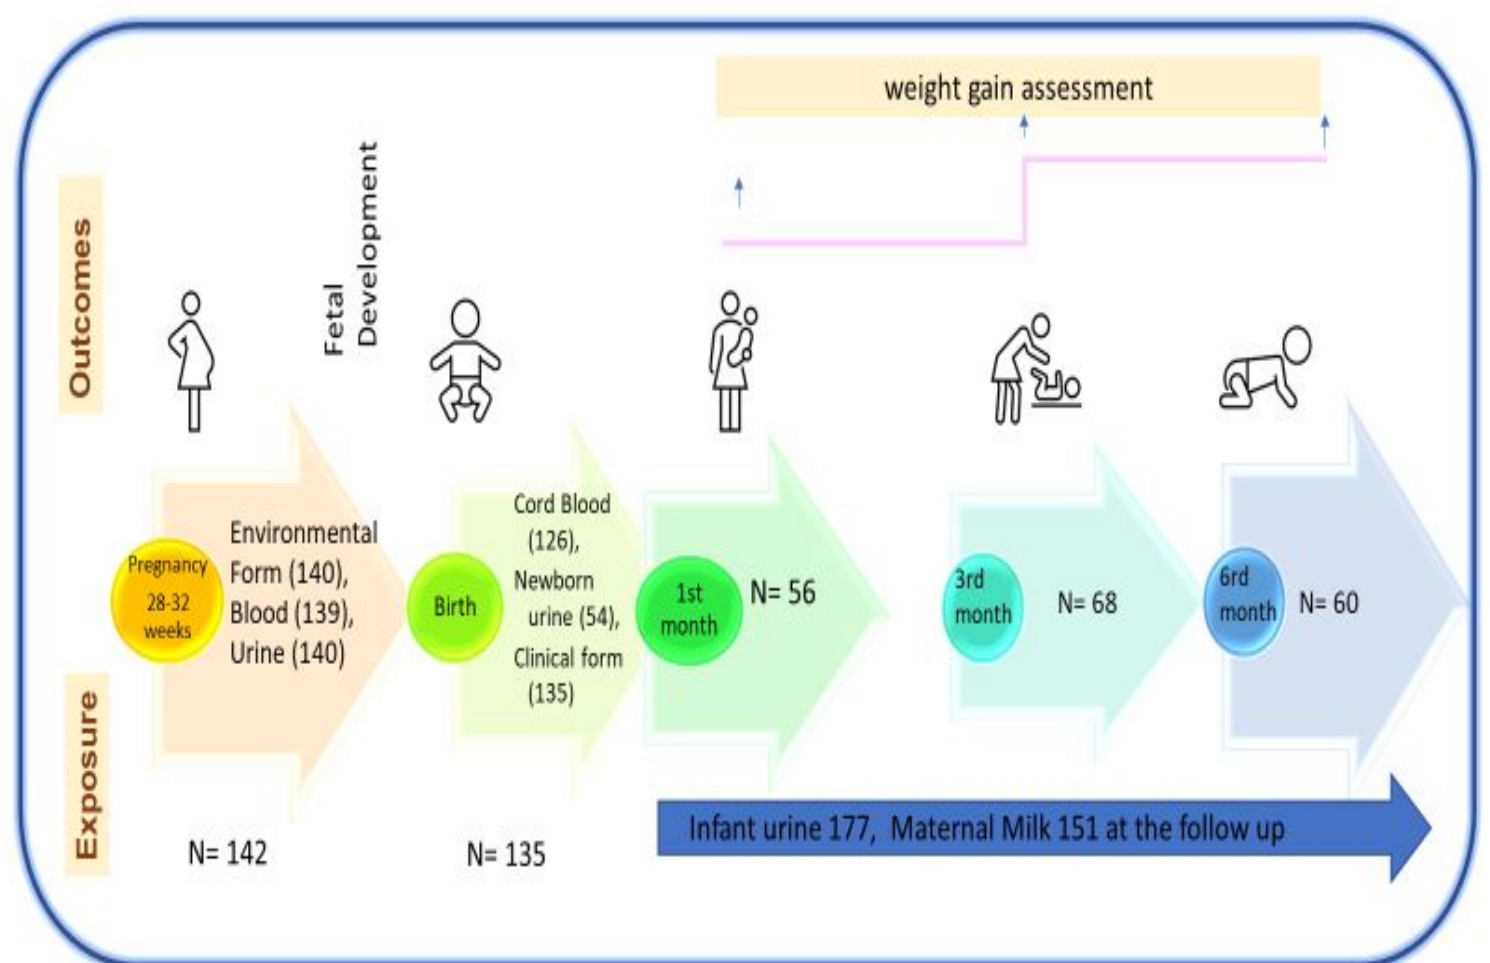 weight gain assessment
Outcomes
Fetal
Development
Pregnancy
28-32
weeks
Environmental
Form (140),
Blood (139),
Urine (140)
Birth
Cord Blood
(126),
Newborn
urine (54),
Clinical form
(135)
1st
month
N= 56
3rd
month
N= 68
6rd
month
N= 60
Exposure
N= 142
N= 135
Infant urine 177, Maternal Milk 151 at the follow up